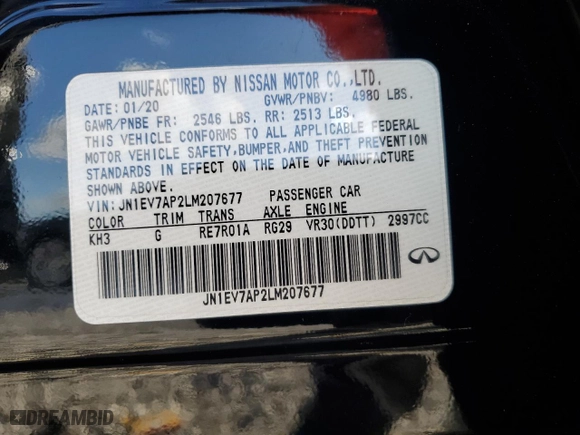 MANUFACTURED BY NISSAN MOTOR CO.,LTD.
DATE: 01/20 GVWR/PNBV: 4980 LBS.
GAWR/PNBE FR: 2546 LBS. RR: 2513 LBS.
THIS VEHICLE CONFORMS TO ALL APPLICABLE FEDERAL
MOTOR VEHICLE SAFETY,BUMPER,AND THEFT PREVENTION
STANDARDS IN EFFECT ON THE DATE OF MANUFACTURE
SHOWN ABOVE.
VIN: JN1EV7AP2LM207677 PASSENGER CAR
COLOR TRIM TRANS AXLE ENGINE
KH3 G RE7R01A RG29 VR30(DDTT) 2997CC
JN1EV7AP2LM207677
DREAMBID